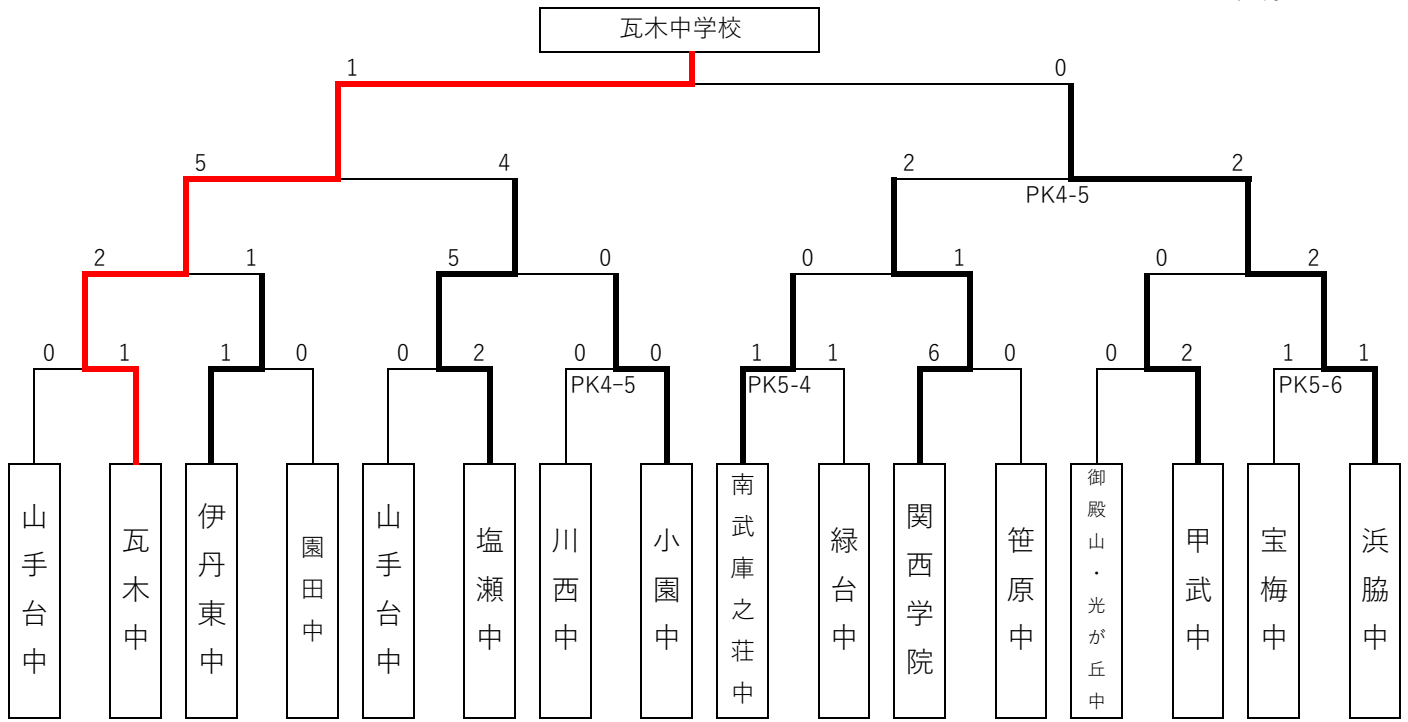 瓦木中学校
1
0
5
4
2
2
PK4-5
2
1
5
0
0
1
0
2
0
1
1
0
0
2
0
0
1
1
6
0
0
2
1
1
PK4-5
PK5-4
PK5-6
山手台中
瓦木中
伊丹東中
園田中
山手台中
塩瀬中
川西中
小園中
南武庫之荘中
緑台中
関西学院
笹原中
御殿山・光が丘中
甲武中
宝梅中
浜脇中